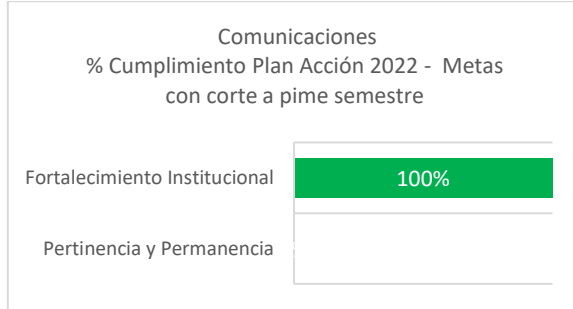 Comunicaciones
% Cumplimiento Plan Acción 2022 - Metas
con corte a pime semestre
Fortalecimiento Institucional
100%
Pertinencia y Permanencia